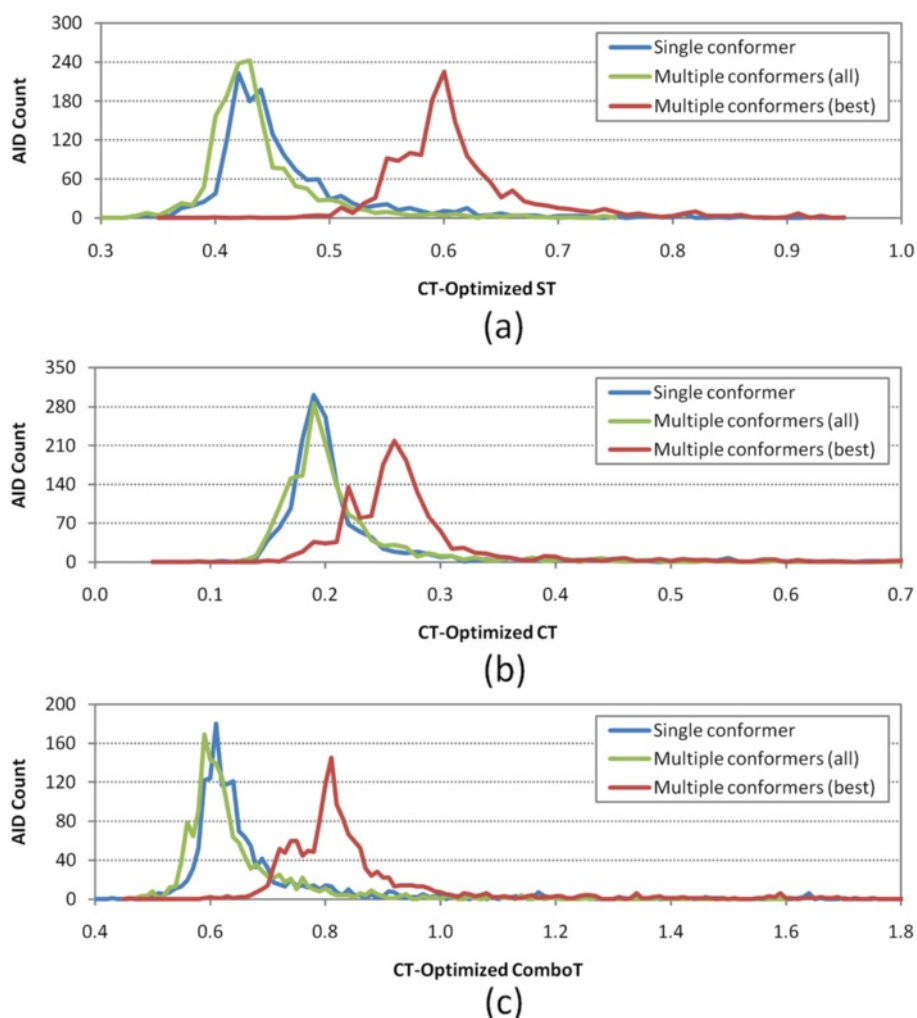 300
240
180
120
60
0
AID Count
Single conformer
Multiple conformers (all)
Multiple conformers (best)
0.3 0.4 0.5 0.6 0.7 0.8 0.9 1.0
CT-Optimized ST
(a)
350
280
210
140
70
0
AID Count
Single conformer
Multiple conformers (all)
Multiple conformers (best)
0.0 0.1 0.2 0.3 0.4 0.5 0.6 0.7
CT-Optimized CT
(b)
200
160
120
80
40
0
AID Count
Single conformer
Multiple conformers (all)
Multiple conformers (best)
0.4 0.6 0.8 1.0 1.2 1.4 1.6 1.8
CT-Optimized ComboT
(c)